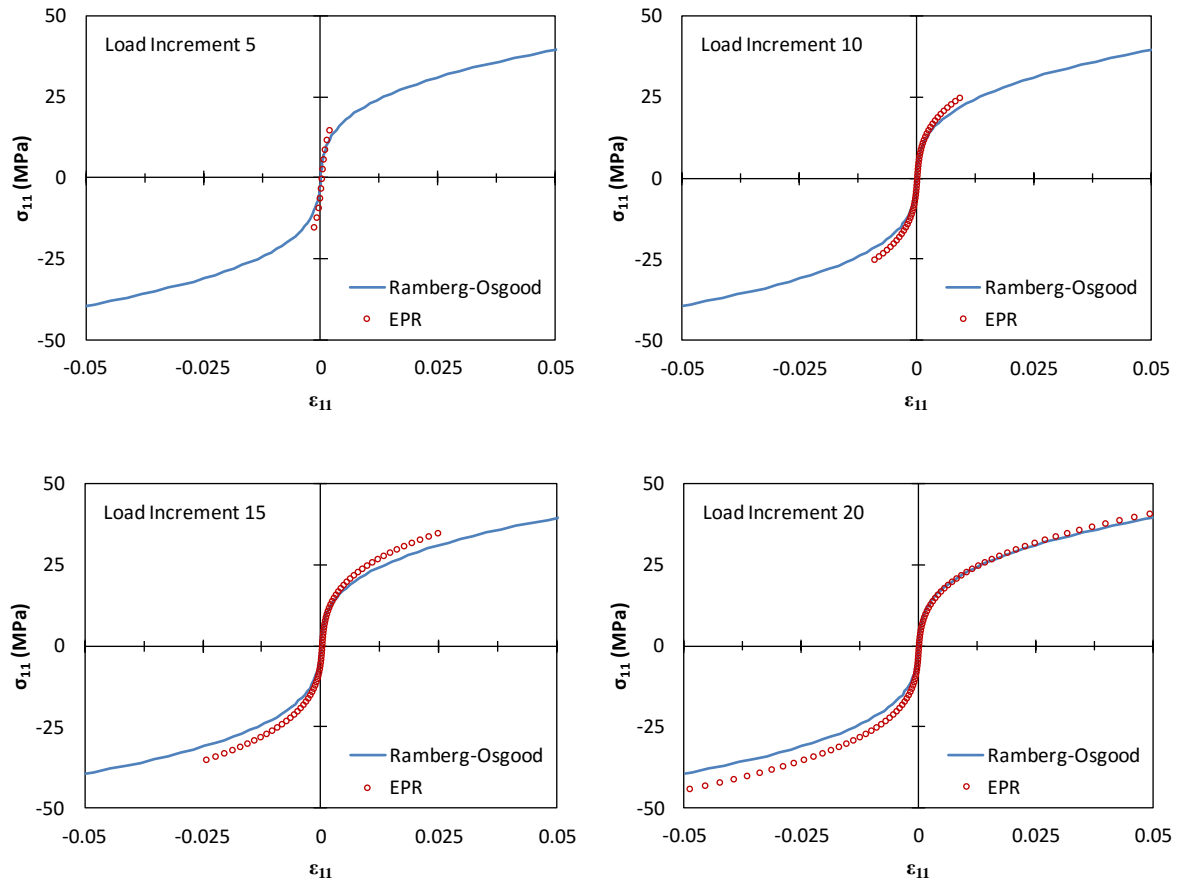 50
Load Increment 5
25
0
-25
-50
σ11 (MPa)
Ramberg-Osgood
EPR
-0.05 -0.025 0 0.025 0.05
ε11
50
Load Increment 10
25
0
-25
-50
σ11 (MPa)
Ramberg-Osgood
EPR
-0.05 -0.025 0 0.025 0.05
ε11
50
Load Increment 15
25
0
-25
-50
σ11 (MPa)
Ramberg-Osgood
EPR
-0.05 -0.025 0 0.025 0.05
ε11
50
Load Increment 20
25
0
-25
-50
σ11 (MPa)
Ramberg-Osgood
EPR
-0.05 -0.025 0 0.025 0.05
ε11